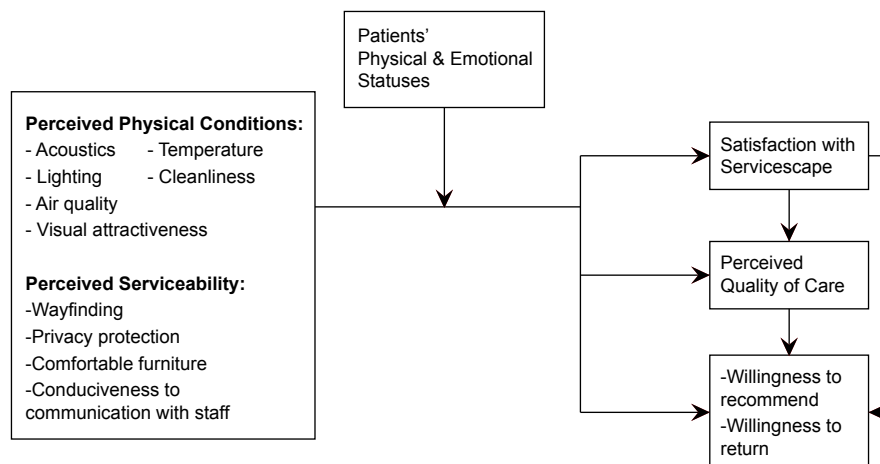 Patients’
Physical & Emotional
Statuses
Perceived Physical Conditions:
- Acoustics - Temperature
- Lighting - Cleanliness
- Air quality
- Visual attractiveness
Perceived Serviceability:
-Wayfinding
-Privacy protection
-Comfortable furniture
-Conduciveness to
communication with staff
Satisfaction with
Servicescape
Perceived
Quality of Care
-Willingness to
recommend
-Willingness to
return